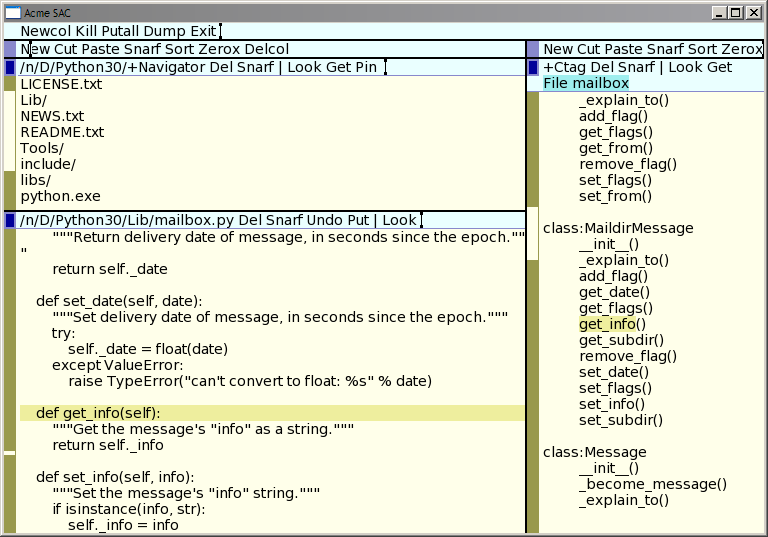 Acme SAC
Newcol Kill Putall Dump Exit
New Cut Paste Snarf Sort Zerox Delcol
/n/D/Python30/+Navigator Del Snarf | Look Get Pin
LICENSE.txt
Lib/
NEWS.txt
README.txt
Tools/
include/
libs/
python.exe
/n/D/Python30/Lib/mailbox.py Del Snarf Undo Put | Look
"""Return delivery date of message, in seconds since the epoch.""
"
return self._date
def set_date(self, date):
"""Set delivery date of message, in seconds since the epoch."""
try:
self._date = float(date)
except ValueError:
raise TypeError("can't convert to float: %s" % date)
def get_info(self):
"""Get the message's "info" as a string."""
return self._info
def set_info(self, info):
"""Set the message's "info" string."""
if isinstance(info, str):
self._info = info
New Cut Paste Snarf Sort Zerox
+Ctag Del Snarf | Look Get
File mailbox
_explain_to()
add_flag()
get_flags()
get_from()
remove_flag()
set_flags()
set_from()
class:MaildirMessage
__init__()
_explain_to()
add_flag()
get_date()
get_flags()
get_info()
get_subdir()
remove_flag()
set_date()
set_flags()
set_info()
set_subdir()
class:Message
__init__()
_become_message()
_explain_to()